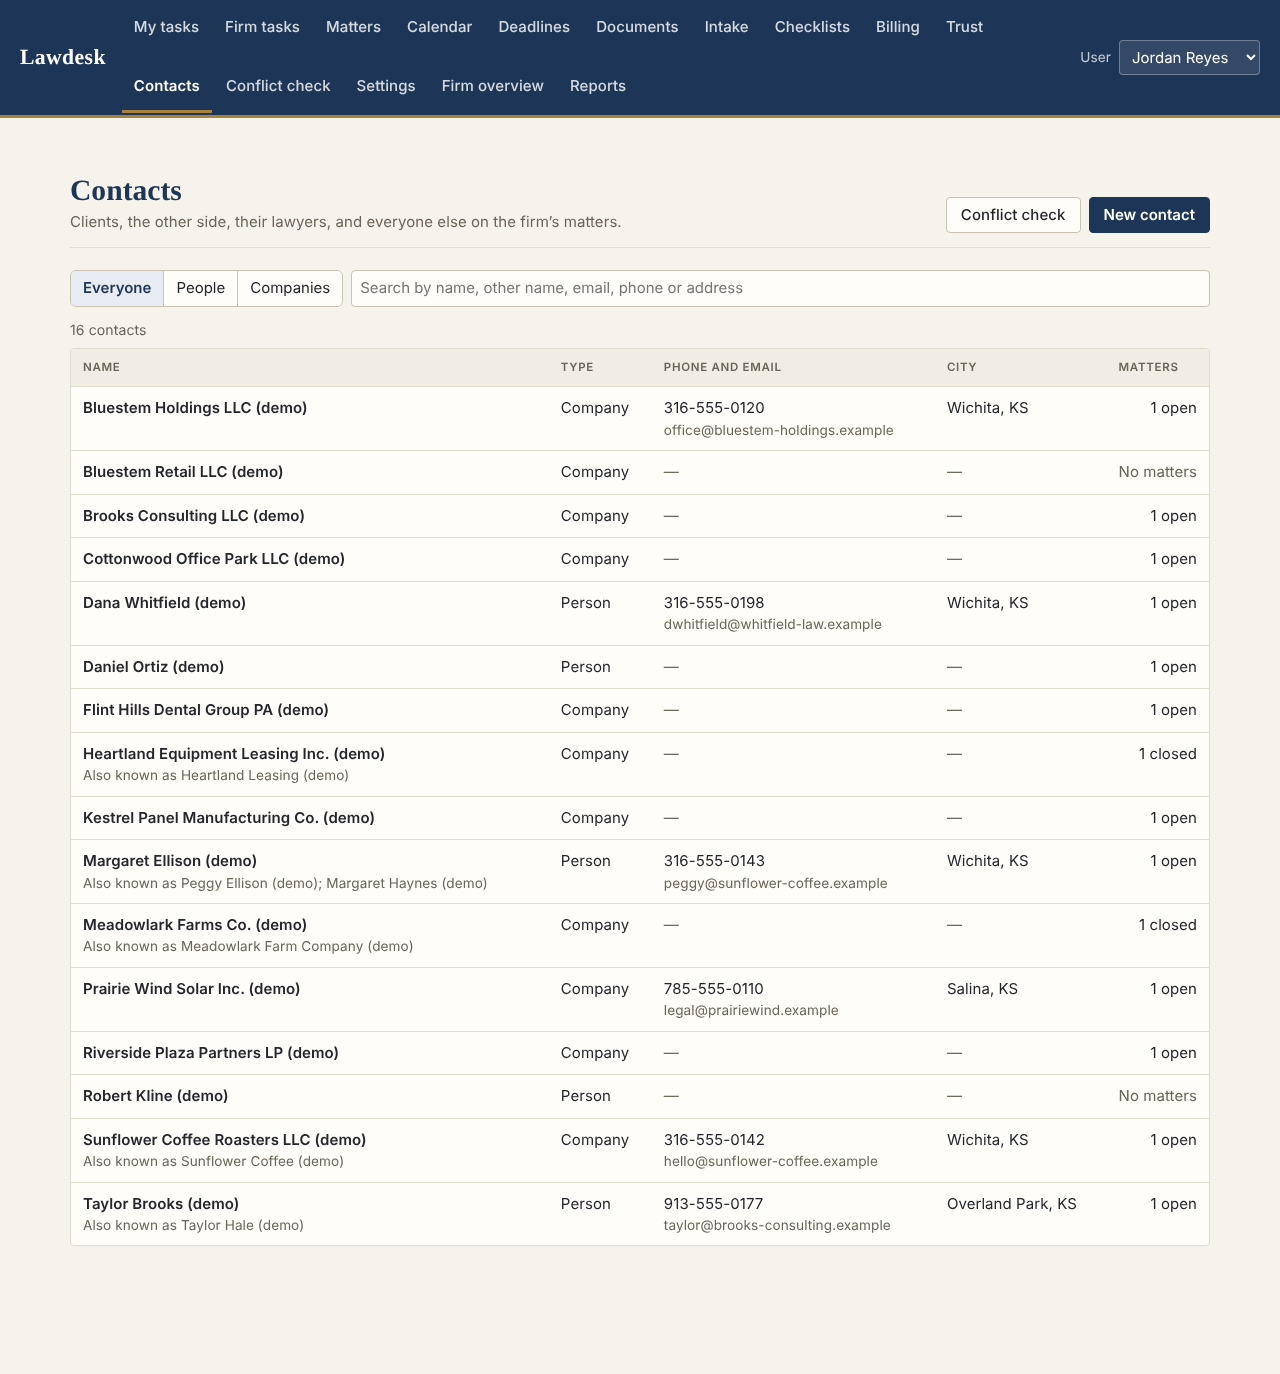 Lawdesk
My tasks Firm tasks Matters Calendar Deadlines Documents Intake Checklists Billing Trust
Contacts Conflict check Settings Firm overview Reports
User Jordan Reyes
Contacts
Clients, the other side, their lawyers, and everyone else on the firm’s matters.
Conflict check New contact
Everyone People Companies Search by name, other name, email, phone or address
16 contacts
NAME TYPE PHONE AND EMAIL CITY MATTERS
Bluestem Holdings LLC (demo) Company 316-555-0120 Wichita, KS 1 open
office@bluestem-holdings.example
Bluestem Retail LLC (demo) Company — — No matters
Brooks Consulting LLC (demo) Company — — 1 open
Cottonwood Office Park LLC (demo) Company — — 1 open
Dana Whitfield (demo) Person 316-555-0198 Wichita, KS 1 open
dwhitfield@whitfield-law.example
Daniel Ortiz (demo) Person — — 1 open
Flint Hills Dental Group PA (demo) Company — — 1 open
Heartland Equipment Leasing Inc. (demo) Company — — 1 closed
Also known as Heartland Leasing (demo)
Kestrel Panel Manufacturing Co. (demo) Company — — 1 open
Margaret Ellison (demo) Person 316-555-0143 Wichita, KS 1 open
Also known as Peggy Ellison (demo); Margaret Haynes (demo) peggy@sunflower-coffee.example
Meadowlark Farms Co. (demo) Company — — 1 closed
Also known as Meadowlark Farm Company (demo)
Prairie Wind Solar Inc. (demo) Company 785-555-0110 Salina, KS 1 open
legal@prairiewind.example
Riverside Plaza Partners LP (demo) Company — — 1 open
Robert Kline (demo) Person — — No matters
Sunflower Coffee Roasters LLC (demo) Company 316-555-0142 Wichita, KS 1 open
Also known as Sunflower Coffee (demo) hello@sunflower-coffee.example
Taylor Brooks (demo) Person 913-555-0177 Overland Park, KS 1 open
Also known as Taylor Hale (demo) taylor@brooks-consulting.example